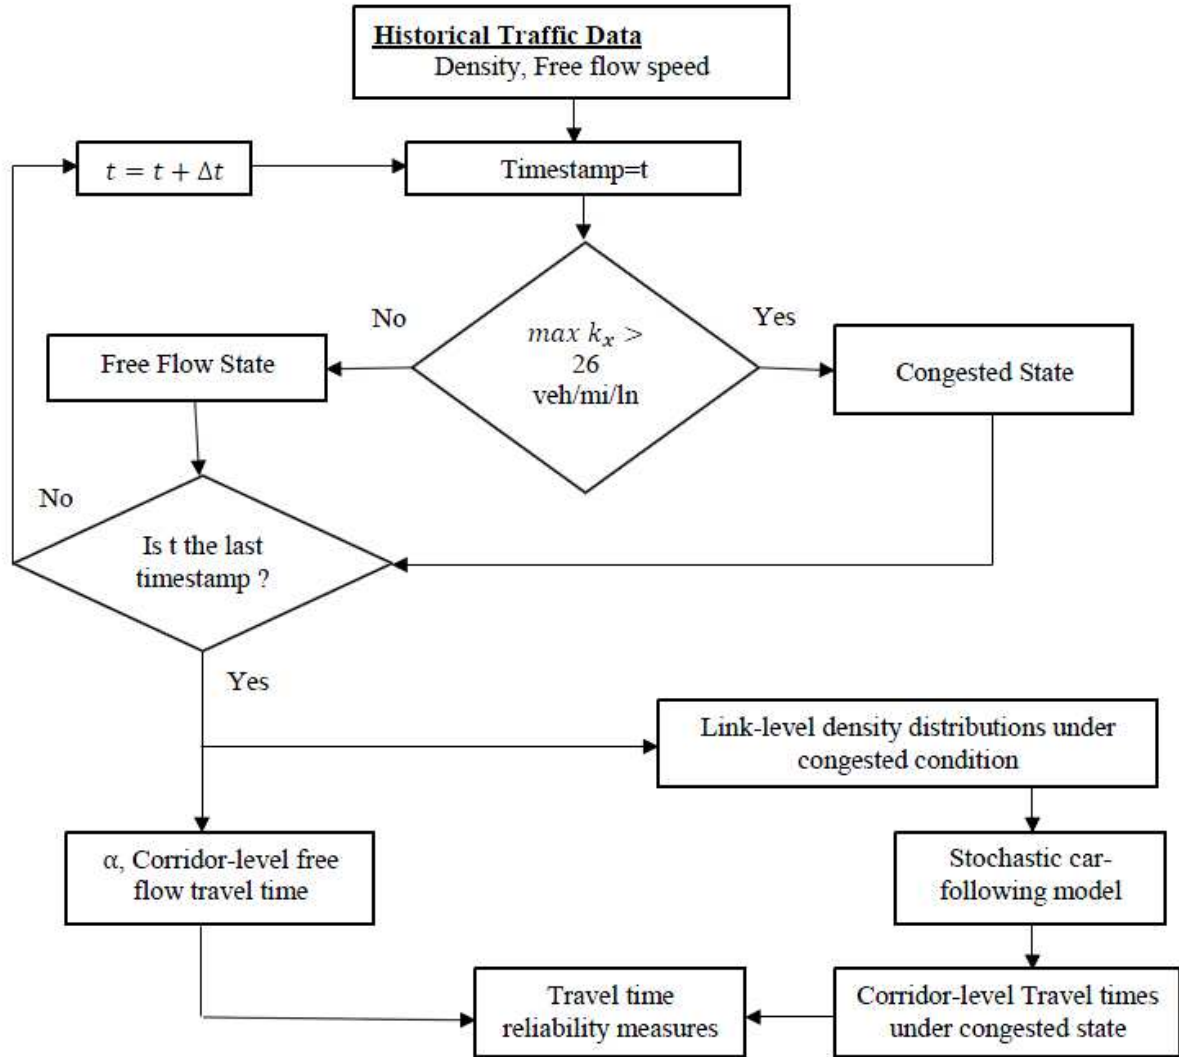 Historical Traffic Data
Density, Free flow speed
t = t + Δt
Timestamp=t
No
Yes
max kₓ >
26
veh/mi/ln
Free Flow State
Congested State
No
Is t the last
timestamp ?
Yes
Link-level density distributions under
congested condition
α, Corridor-level free
flow travel time
Stochastic car-
following model
Travel time
reliability measures
Corridor-level Travel times
under congested state